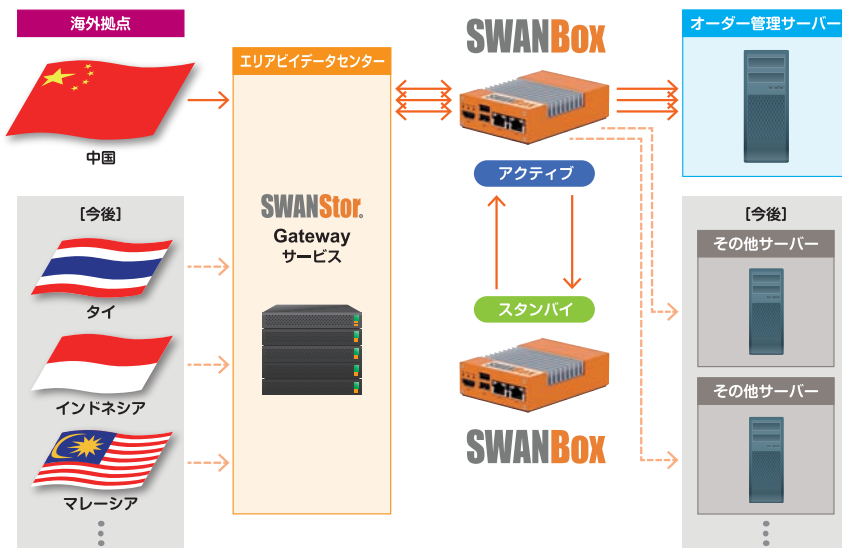 海外拠点
中国
[今後]
タイ
インドネシア
マレーシア
エリアビイデータセンター
SWANStor®
Gateway
サービス
SWANBox
アクティブ
スタンバイ
SWANBox
オーダー管理サーバー
[今後]
その他サーバー
その他サーバー